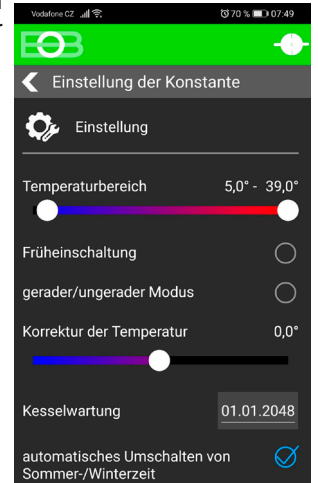 Vodafone CZ 70 % 07:49
EOB
Einstellung der Konstante
Einstellung
Temperaturbereich 5,0° - 39,0°
Früheinschaltung
gerader/ungerader Modus
Korrektur der Temperatur 0,0°
Kesselwartung 01.01.2048
automatisches Umschalten von
Sommer-/Winterzeit